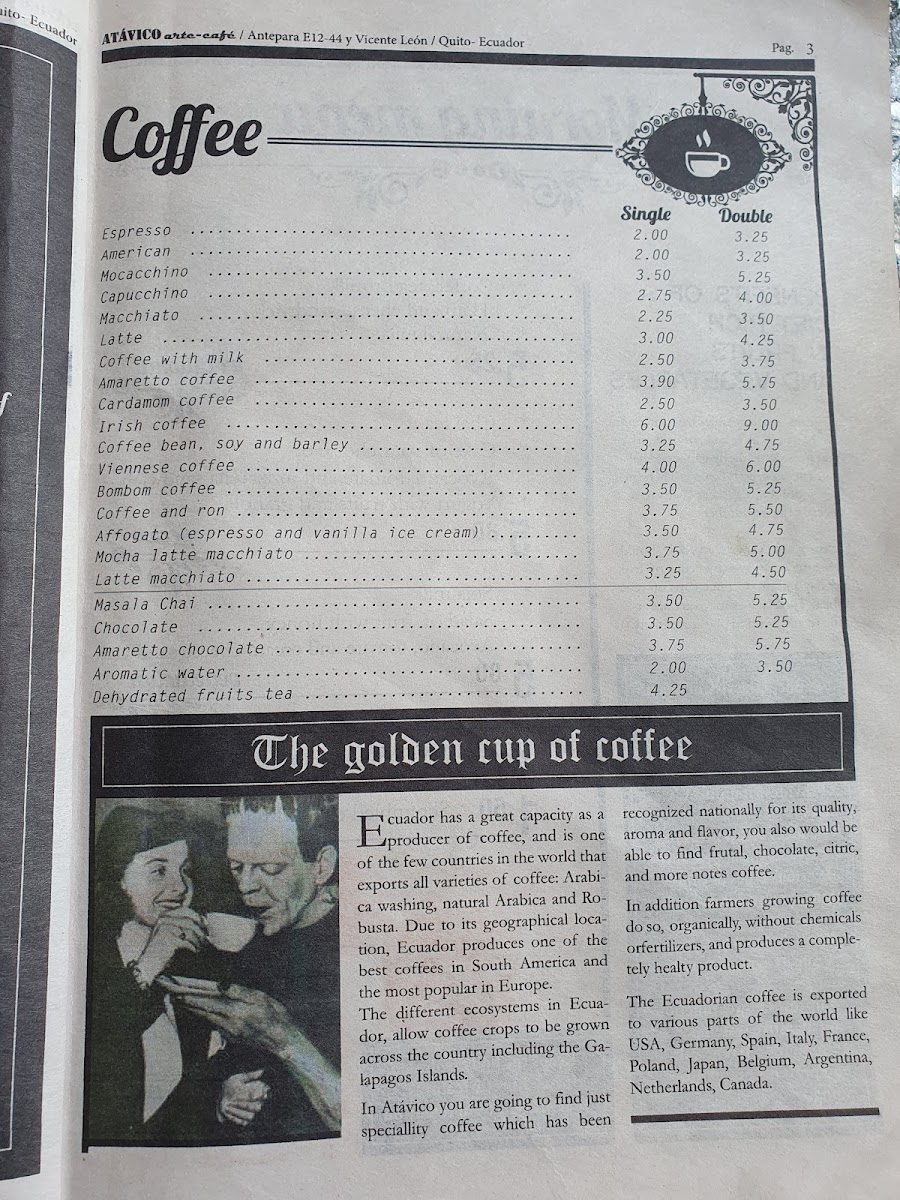 ito- Ecuador
f
ATÁVICO arte-café / Antepara E12-44 y Vicente León / Quito- Ecuador Pag. 3
Coffee
Single Double
Espresso 2.00 3.25
American 2.00 3.25
Mocacchino 3.50 5.25
Capucchino 2.75 4.00
Macchiato 2.25 3.50
Latte 3.00 4.25
Coffee with milk 2.50 3.75
Amaretto coffee 3.90 5.75
Cardamom coffee 2.50 3.50
Irish coffee 6.00 9.00
Coffee bean, soy and barley 3.25 4.75
Viennese coffee 4.00 6.00
Bombom coffee 3.50 5.25
Coffee and ron 3.75 5.50
Affogato (espresso and vanilla ice cream) 3.50 4.75
Mocha latte macchiato 3.75 5.00
Latte macchiato 3.25 4.50
Masala Chai 3.50 5.25
Chocolate 3.50 5.25
Amaretto chocolate 3.75 5.75
Aromatic water 2.00 3.50
Dehydrated fruits tea 4.25
The golden cup of coffee
Ecuador has a great capacity as a
producer of coffee, and is one
of the few countries in the world that
exports all varieties of coffee: Arabi-
ca washing, natural Arabica and Ro-
busta. Due to its geographical loca-
tion, Ecuador produces one of the
best coffees in South America and
the most popular in Europe.
The different ecosystems in Ecua-
dor, allow coffee crops to be grown
across the country including the Ga-
lapagos Islands.
In Atávico you are going to find just
speciallity coffee which has been
recognized nationally for its quality,
aroma and flavor, you also would be
able to find frutal, chocolate, citric,
and more notes coffee.
In addition farmers growing coffee
do so, organically, without chemicals
orfertilizers, and produces a comple-
tely healty product.
The Ecuadorian coffee is exported
to various parts of the world like
USA, Germany, Spain, Italy, France,
Poland, Japan, Belgium, Argentina,
Netherlands, Canada.